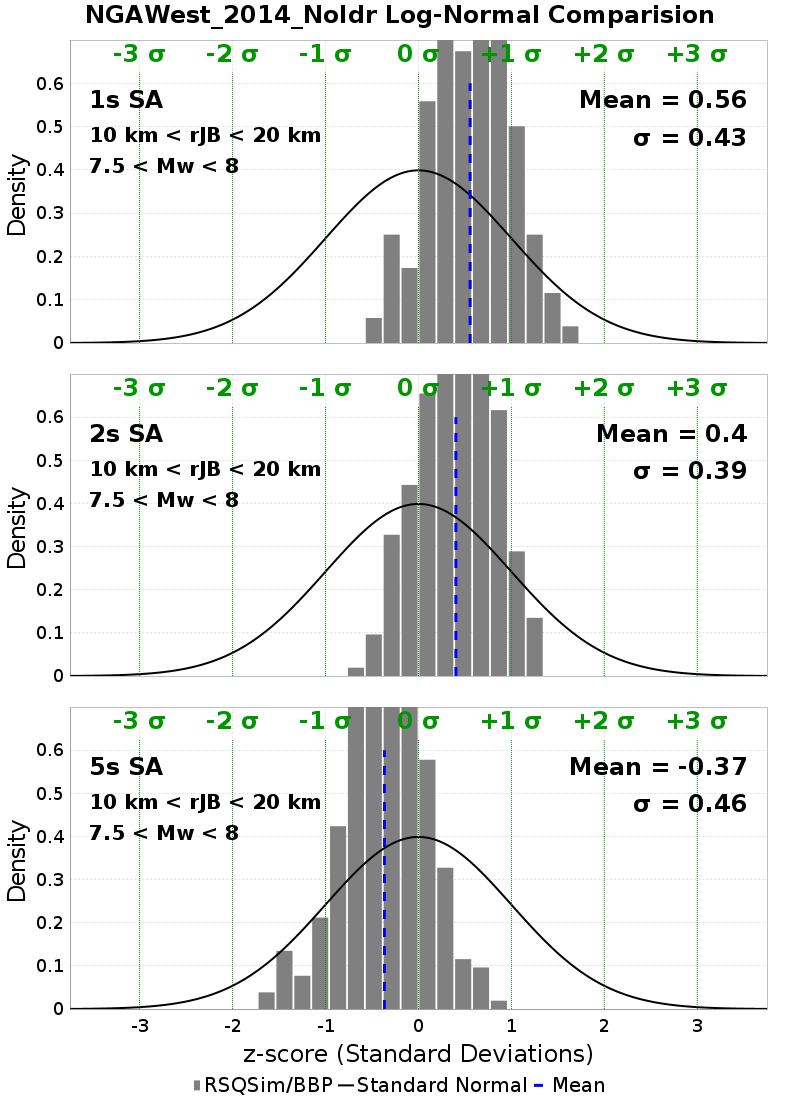 NGAWest_2014_NoIdr Log-Normal Comparision
-3 σ -2 σ -1 σ 0 σ +1 σ +2 σ +3 σ
0.6
1s SA Mean = 0.56
0.5
10 km < rJB < 20 km σ = 0.43
7.5 < Mw < 8
0.4
0.3
0.2
0.1
0
Density
-3 σ -2 σ -1 σ 0 σ +1 σ +2 σ +3 σ
0.6
2s SA Mean = 0.4
0.5
10 km < rJB < 20 km σ = 0.39
7.5 < Mw < 8
0.4
0.3
0.2
0.1
0
Density
-3 σ -2 σ -1 σ 0 σ +1 σ +2 σ +3 σ
0.6
5s SA Mean = -0.37
0.5
10 km < rJB < 20 km σ = 0.46
7.5 < Mw < 8
0.4
0.3
0.2
0.1
0
Density
-3 -2 -1 0 1 2 3
z-score (Standard Deviations)
RSQSim/BBP Standard Normal Mean